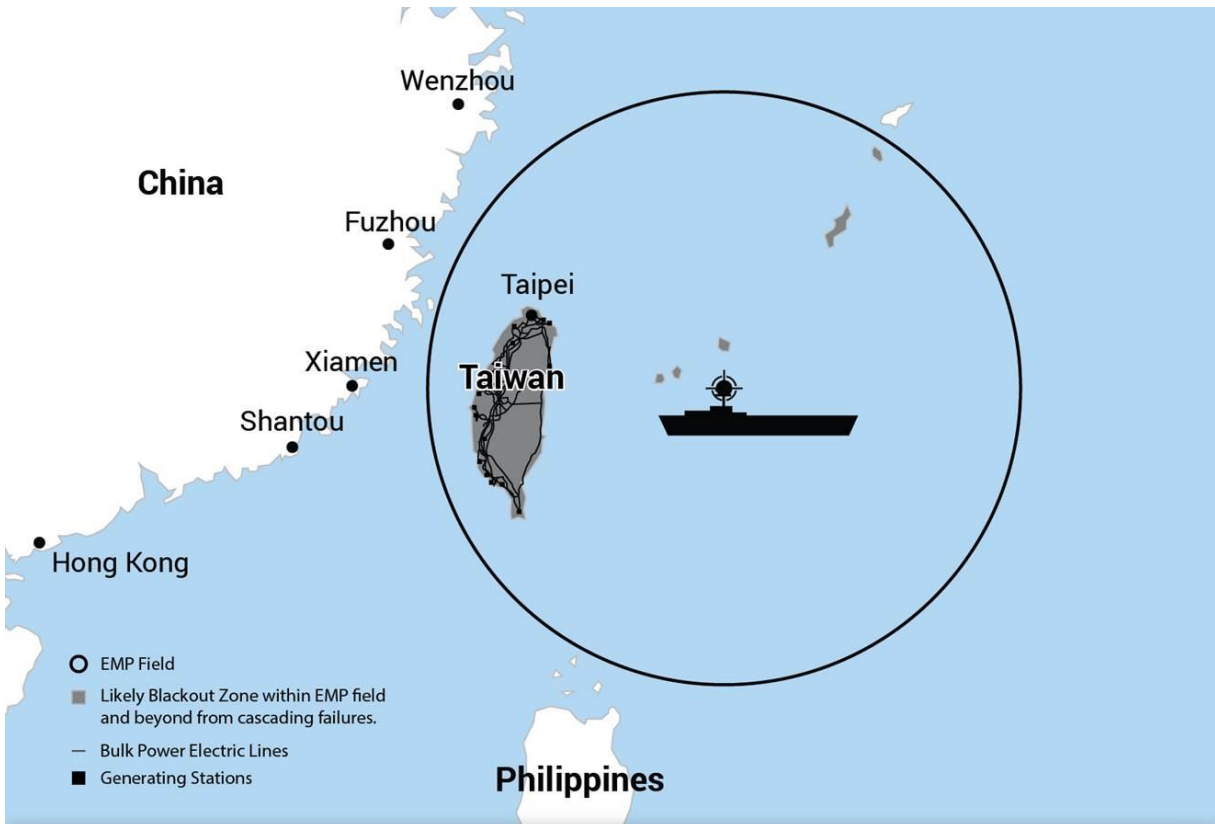 Wenzhou
China
Fuzhou
Taipei
Xiamen
Taiwan
Shantou
Hong Kong
EMP Field
Likely Blackout Zone within EMP field
and beyond from cascading failures.
Bulk Power Electric Lines
Generating Stations
Philippines